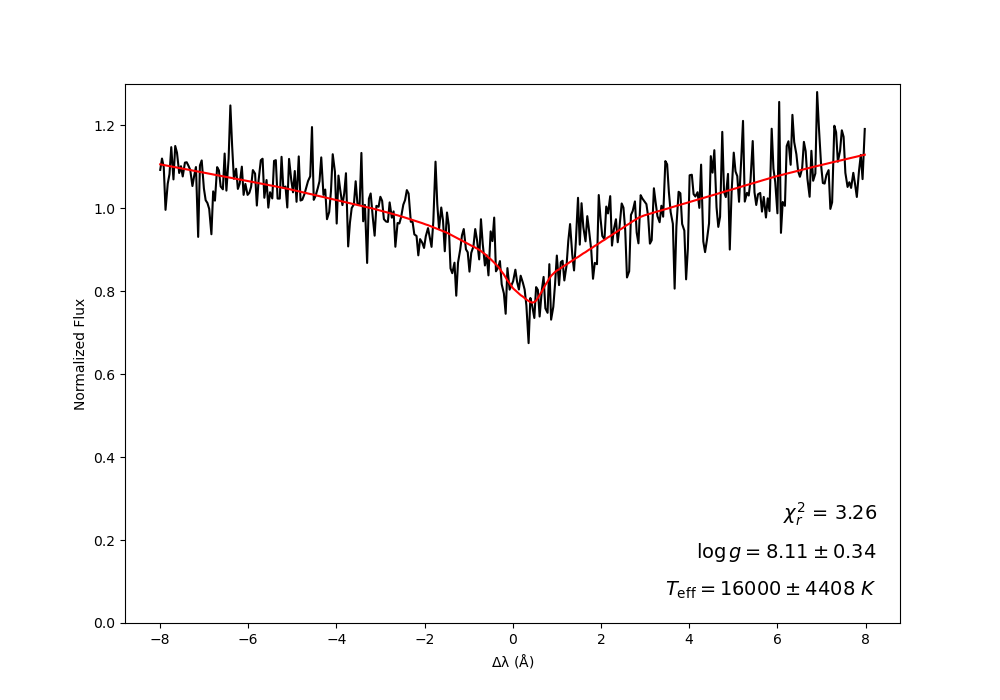 1.2
1.0
0.8
0.6
0.4
0.2
0.0
Normalized Flux
χ²ᵣ = 3.26
log g = 8.11 ± 0.34
T_eff = 16000 ± 4408 K
−8 −6 −4 −2 0 2 4 6 8
Δλ (Å)